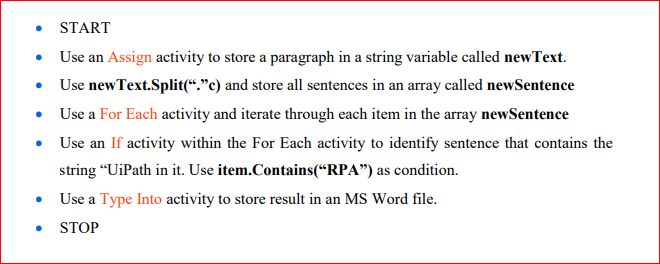 • START
• Use an Assign activity to store a paragraph in a string variable called newText.
• Use newText.Split(“.”c) and store all sentences in an array called newSentence
• Use a For Each activity and iterate through each item in the array newSentence
• Use an If activity within the For Each activity to identify sentence that contains the
string “UiPath in it. Use item.Contains(“RPA”) as condition.
• Use a Type Into activity to store result in an MS Word file.
• STOP